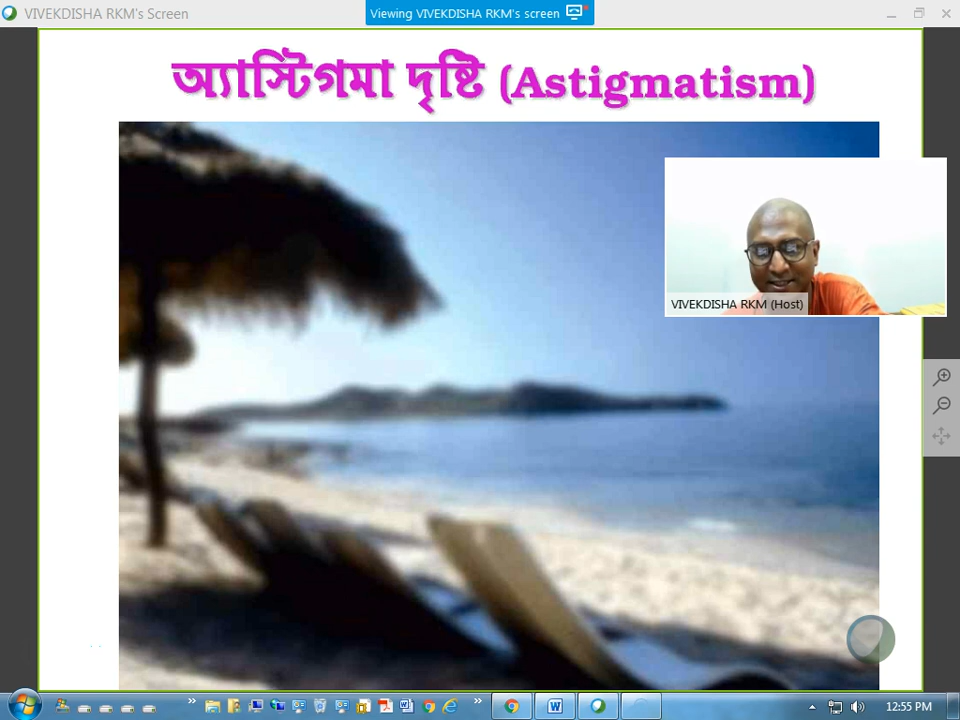 VIVEKDISHA RKM's Screen
Viewing VIVEKDISHA RKM's screen
অ্যাস্টিগমা দৃষ্টি (Astigmatism)
VIVEKDISHA RKM (Host)
12:55 PM